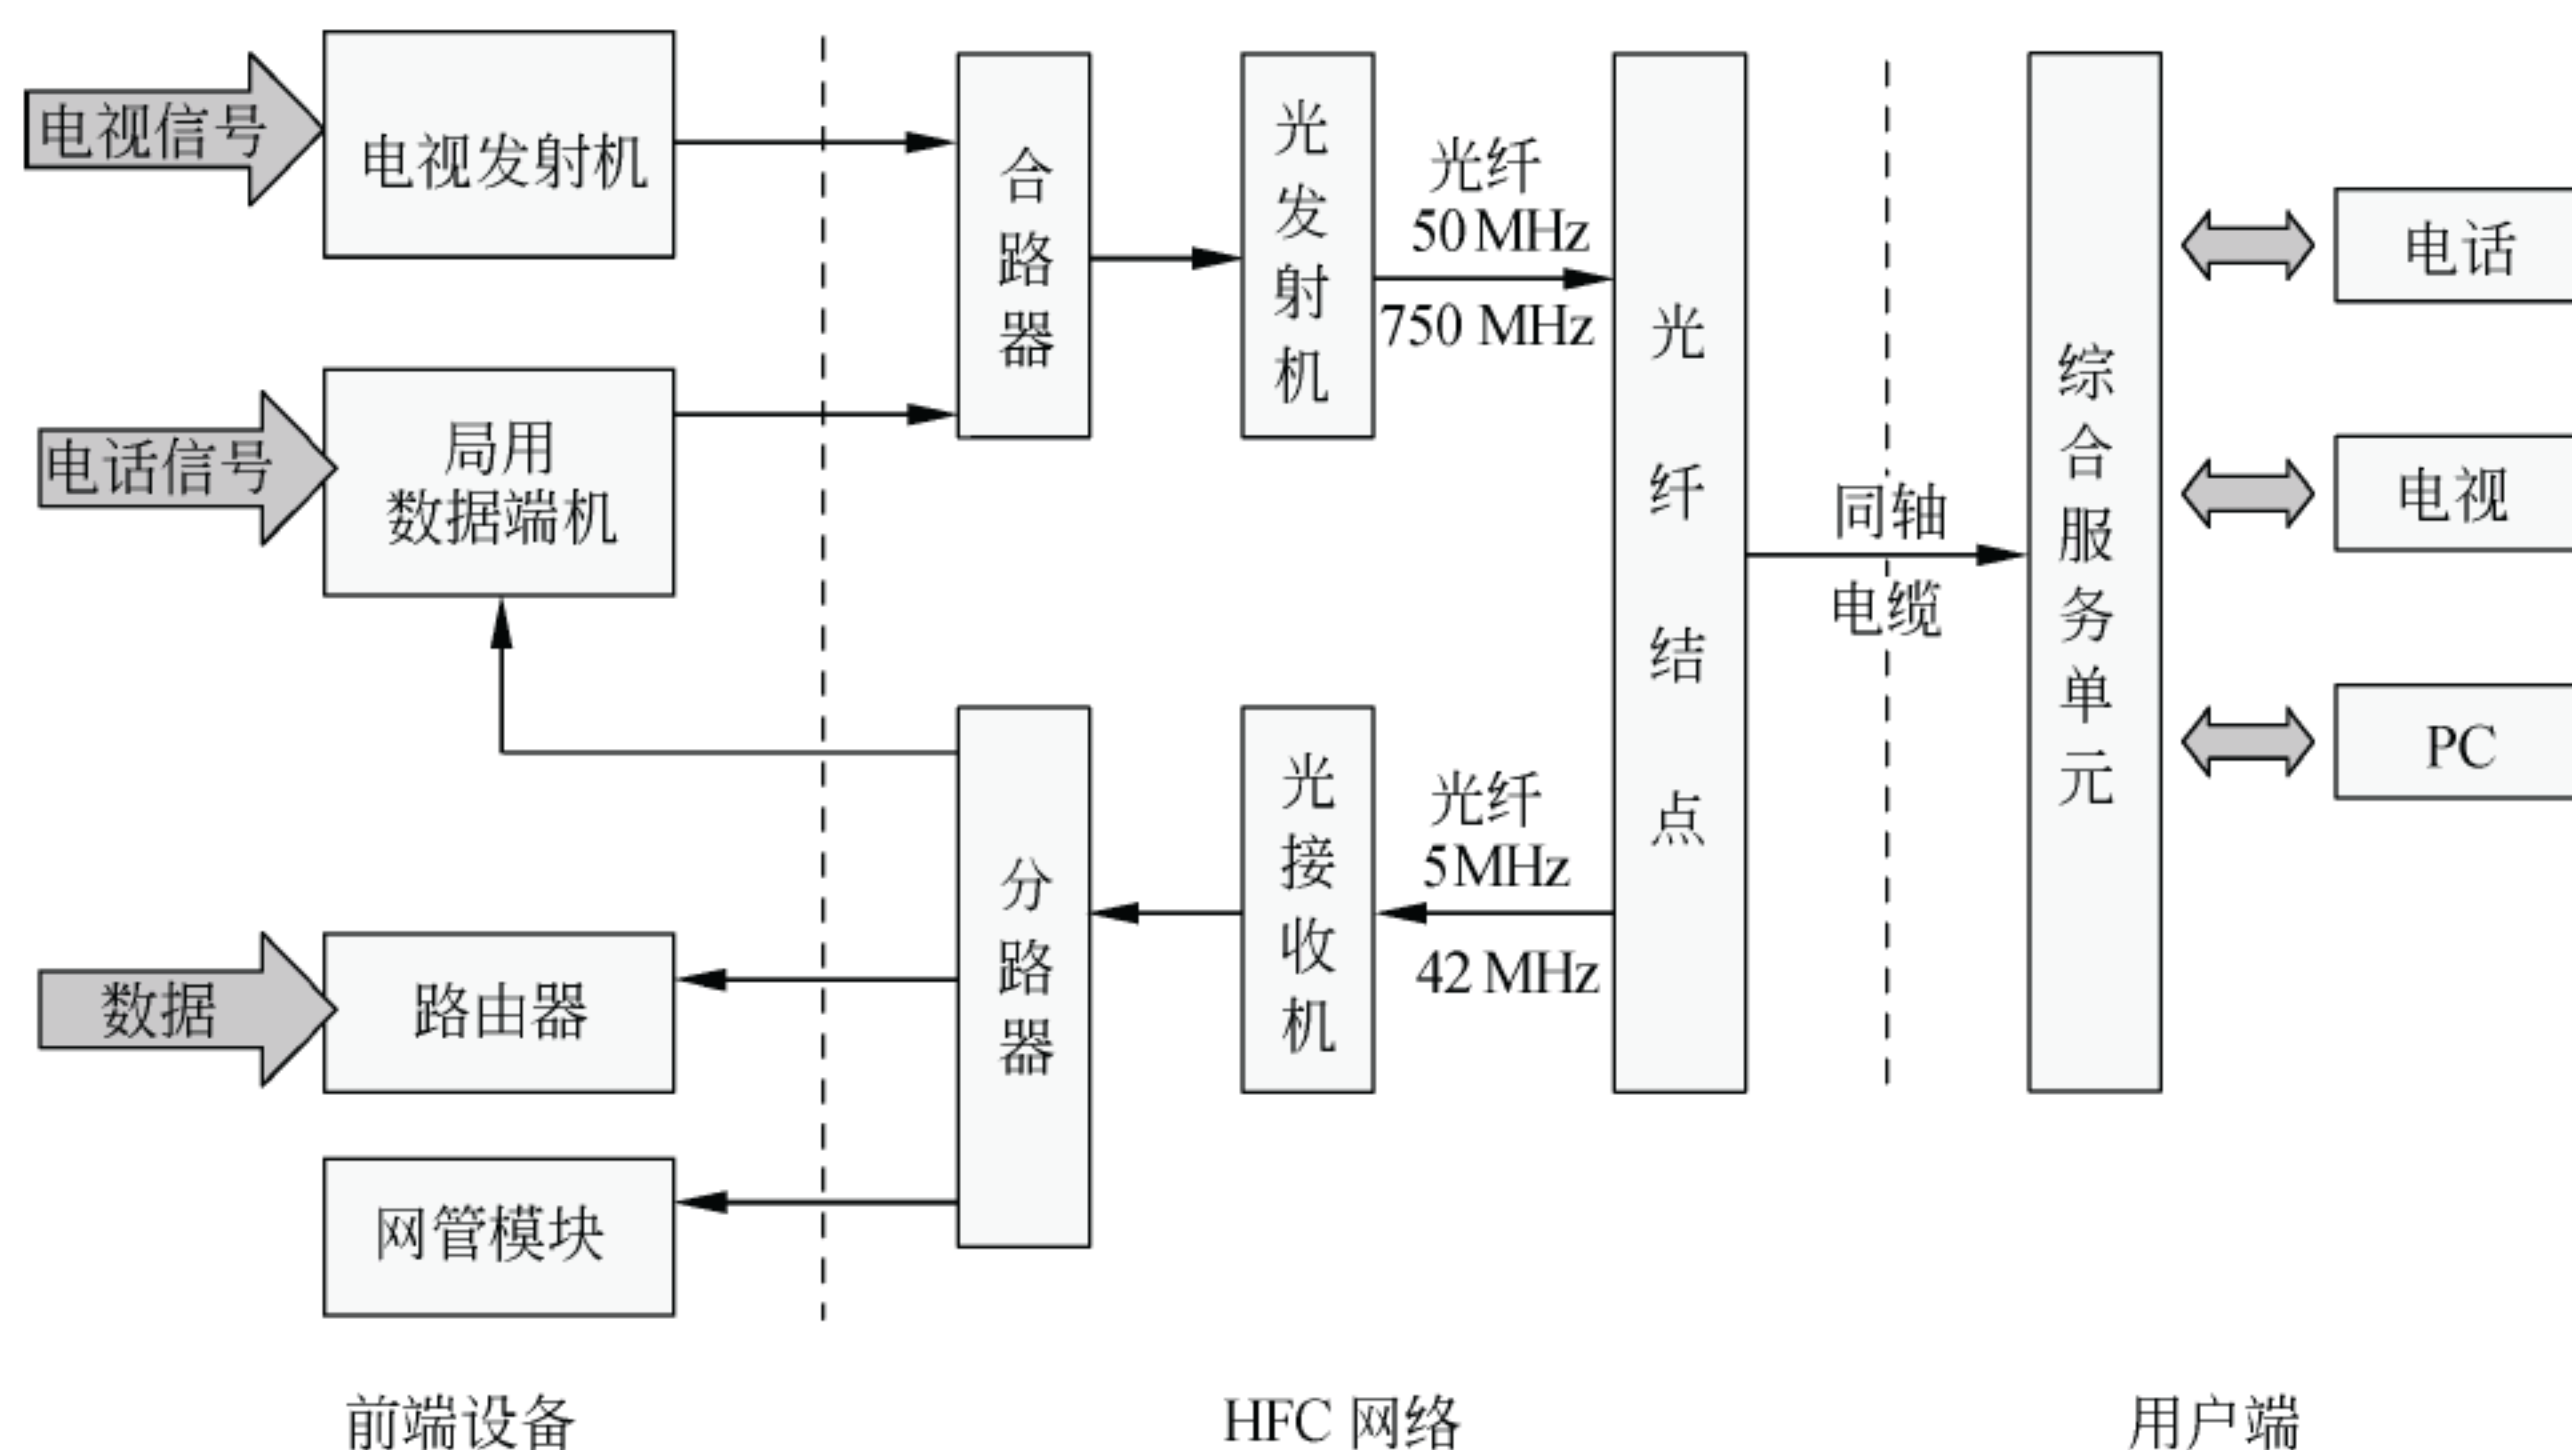 电视信号
电视发射机
合路器
光发射机
光纤
50 MHz
750 MHz
光纤结点
电话
电话信号
局用
数据端机
同轴
电缆
综合服务单元
电视
PC
光纤
5MHz
42 MHz
光接收机
分路器
数据
路由器
网管模块
前端设备
HFC 网络
用户端